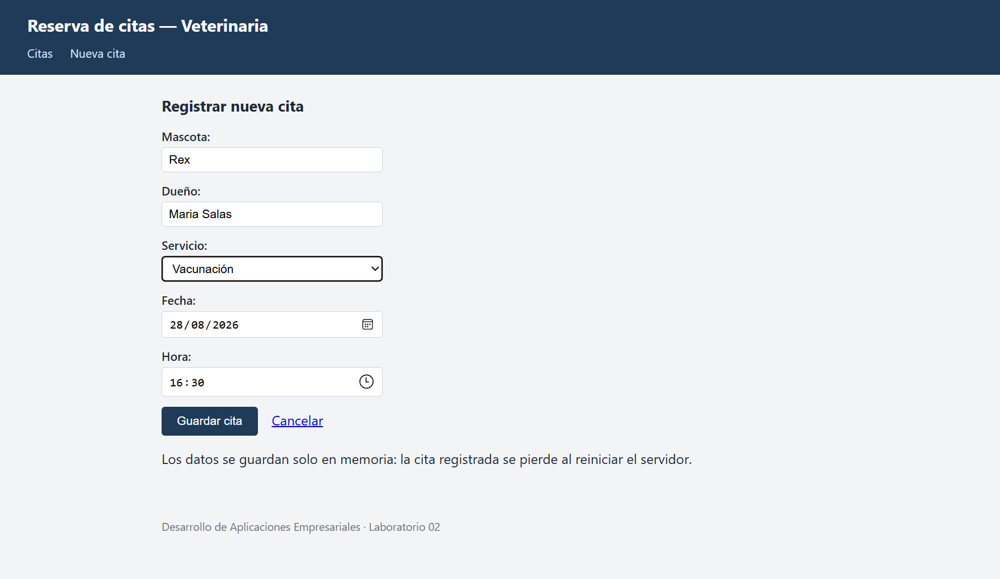 Reserva de citas — Veterinaria
Citas Nueva cita
Registrar nueva cita
Mascota:
Rex
Dueño:
Maria Salas
Servicio:
Vacunación
Fecha:
28/08/2026
Hora:
16:30
Guardar cita Cancelar
Los datos se guardan solo en memoria: la cita registrada se pierde al reiniciar el servidor.
Desarrollo de Aplicaciones Empresariales · Laboratorio 02